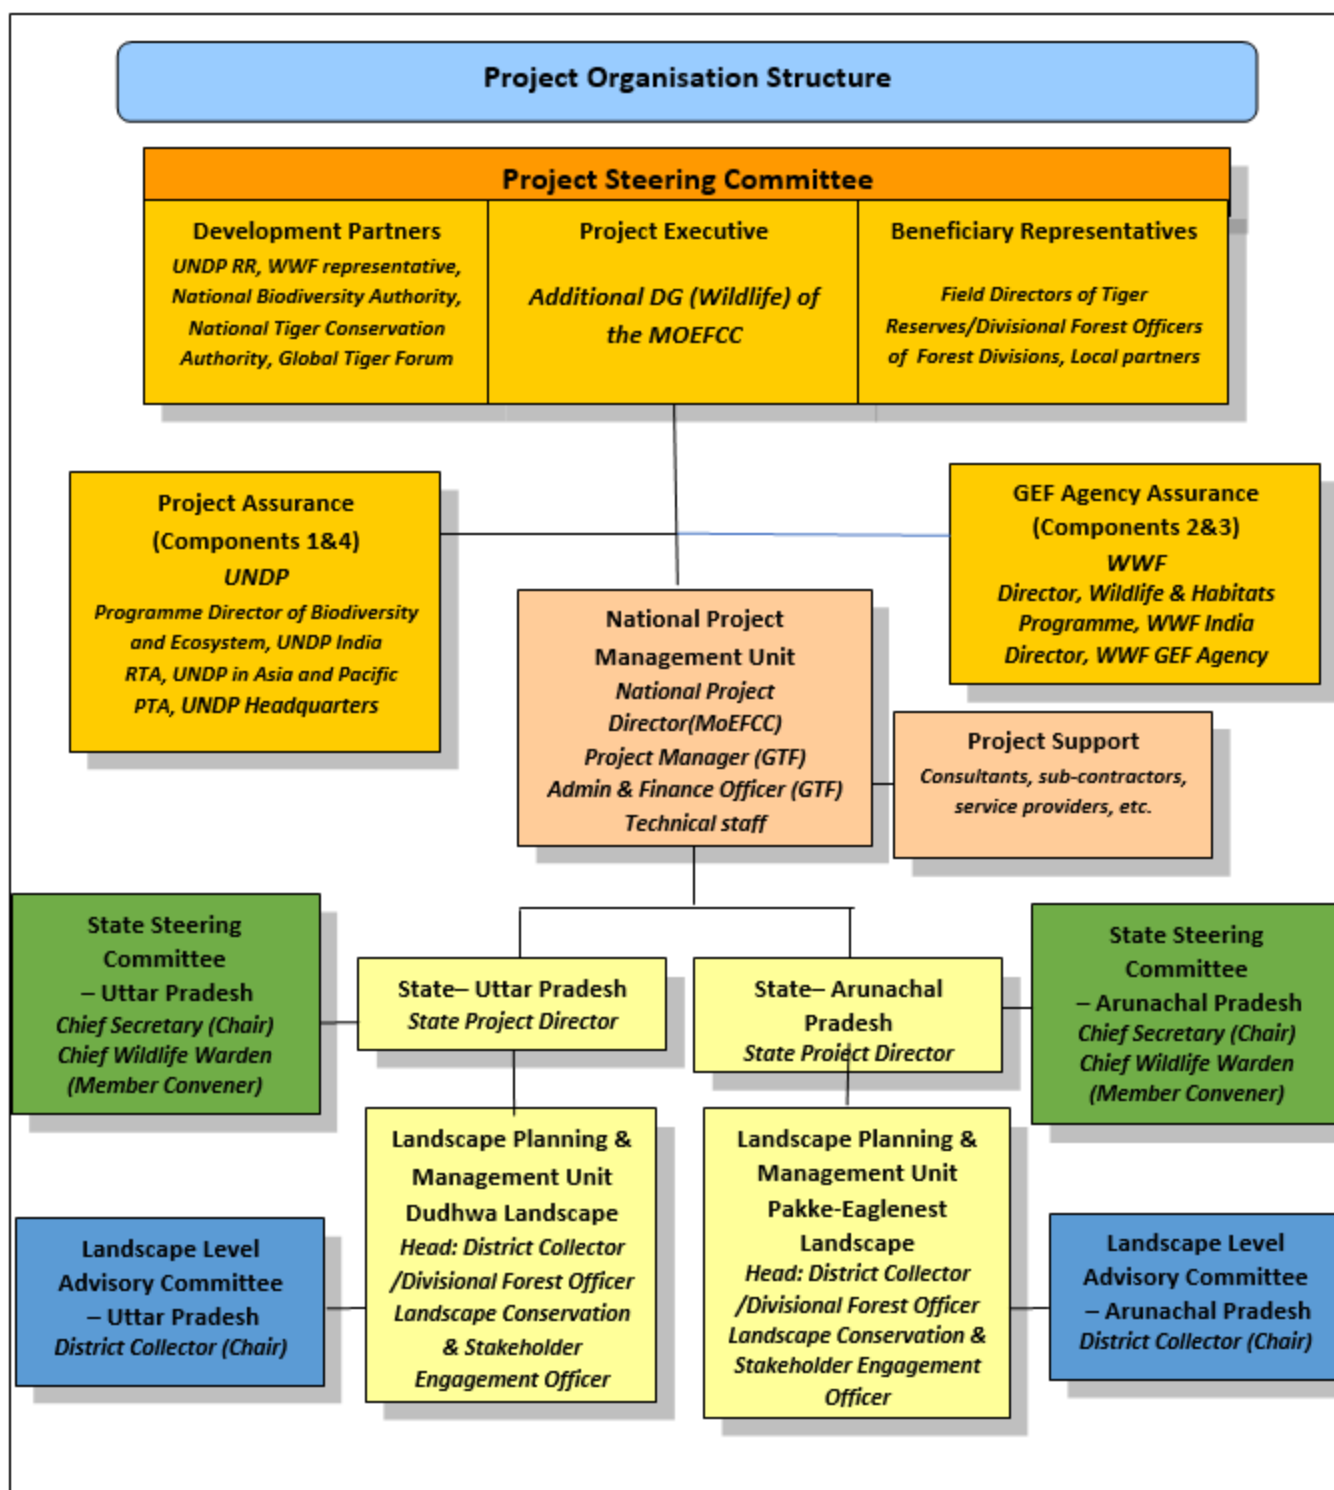 Project Organisation Structure
Project Steering Committee
Development Partners
UNDP RR, WWF representative,
National Biodiversity Authority,
National Tiger Conservation
Authority, Global Tiger Forum
Project Executive
Additional DG (Wildlife) of
the MOEFCC
Beneficiary Representatives
Field Directors of Tiger
Reserves/Divisional Forest Officers
of Forest Divisions, Local partners
Project Assurance
(Components 1&4)
UNDP
Programme Director of Biodiversity
and Ecosystem, UNDP India
RTA, UNDP in Asia and Pacific
PTA, UNDP Headquarters
GEF Agency Assurance
(Components 2&3)
WWF
Director, Wildlife & Habitats
Programme, WWF India
Director, WWF GEF Agency
National Project
Management Unit
National Project
Director(MoEFCC)
Project Manager (GTF)
Admin & Finance Officer (GTF)
Technical staff
Project Support
Consultants, sub-contractors,
service providers, etc.
State Steering
Committee
– Uttar Pradesh
Chief Secretary (Chair)
Chief Wildlife Warden
(Member Convener)
State– Uttar Pradesh
State Project Director
State– Arunachal
Pradesh
State Project Director
State Steering
Committee
– Arunachal Pradesh
Chief Secretary (Chair)
Chief Wildlife Warden
(Member Convener)
Landscape Level
Advisory Committee
– Uttar Pradesh
District Collector (Chair)
Landscape Planning &
Management Unit
Dudhwa Landscape
Head: District Collector
/Divisional Forest Officer
Landscape Conservation
& Stakeholder
Engagement Officer
Landscape Planning &
Management Unit
Pakke-Eaglenest
Landscape
Head: District Collector
/Divisional Forest Officer
Landscape Conservation &
Stakeholder Engagement
Officer
Landscape Level
Advisory Committee
– Arunachal Pradesh
District Collector (Chair)